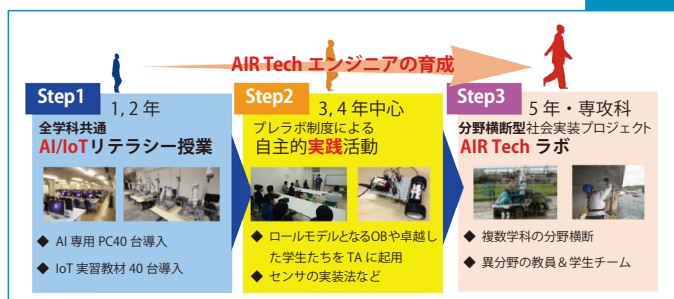 AIR Tech エンジニアの育成
Step1
1, 2 年
全学科共通
AI/IoTリテラシー授業
◆ AI 専用 PC40 台導入
◆ IoT 実習教材 40 台導入
Step2
3, 4 年中心
プレラボ制度による
自主的実践活動
◆ ロールモデルとなるOBや卓越し
た学生たちを TA に起用
◆ センサの実装法など
Step3
5 年・専攻科
分野横断型社会実装プロジェクト
AIR Tech ラボ
◆ 複数学科の分野横断
◆ 異分野の教員＆学生チーム